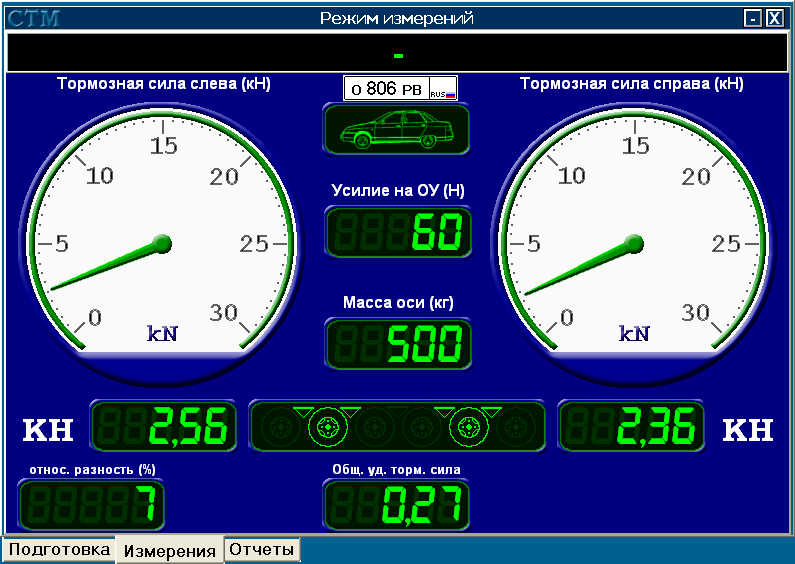 СТМ Режим измерений - X
-
Тормозная сила слева (кН)
о 806 РВ RUS
Тормозная сила справа (кН)
0 5 10 15 20 25 30
kN
Усилие на ОУ (Н)
60
Масса оси (кг)
500
0 5 10 15 20 25 30
kN
КН 2,56
2,36 КН
относ. разность (%)
7
Общ. уд. торм. сила
0,27
Подготовка Измерения Отчеты